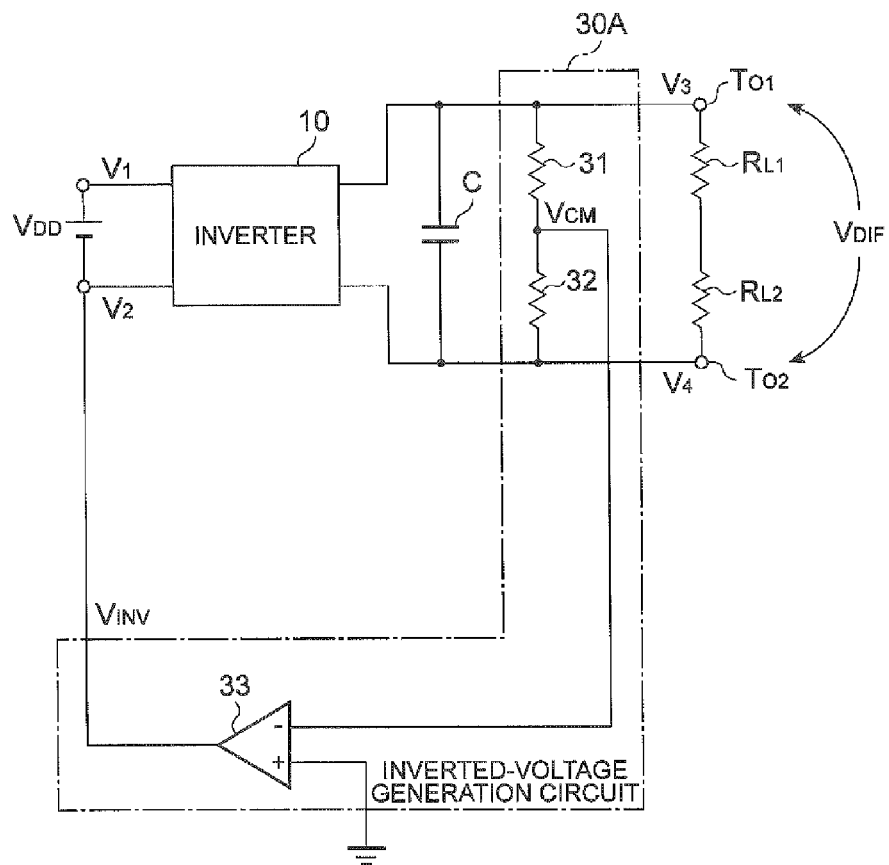 30A
V3
TO1
10
V1
31
RL1
C
VDD
INVERTER
VCM
VDIF
32
RL2
V2
V4
TO2
VINV
33
-
+
INVERTED-VOLTAGE
GENERATION CIRCUIT